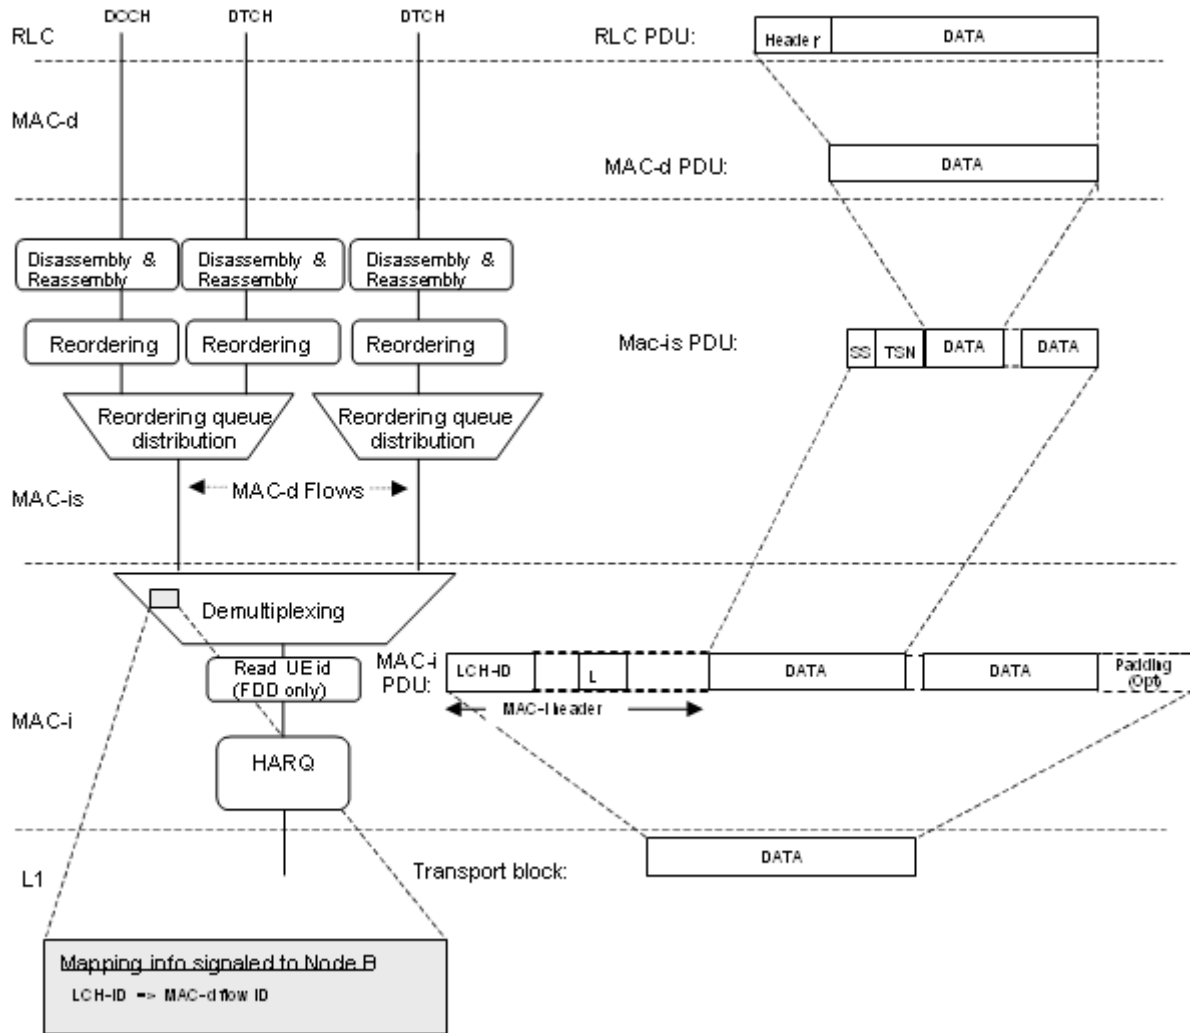 DCCH DTCH DTCH
RLC
RLC PDU:
Header DATA
MAC-d
MAC-d PDU:
DATA
Disassembly & Reassembly
Disassembly & Reassembly
Disassembly & Reassembly
Reordering Reordering Reordering
Mac-is PDU:
SS TSN DATA DATA
Reordering queue distribution
Reordering queue distribution
MAC-is
MAC-d Flows
Demultiplexing
Read UE id
(FDD only)
MAC-i
PDU:
LCH-ID L DATA DATA Padding (Opt)
MAC-i header
MAC-i
HARQ
L1
Transport block:
DATA
Mapping info signaled to Node B
LCH-ID => MAC-d flow ID